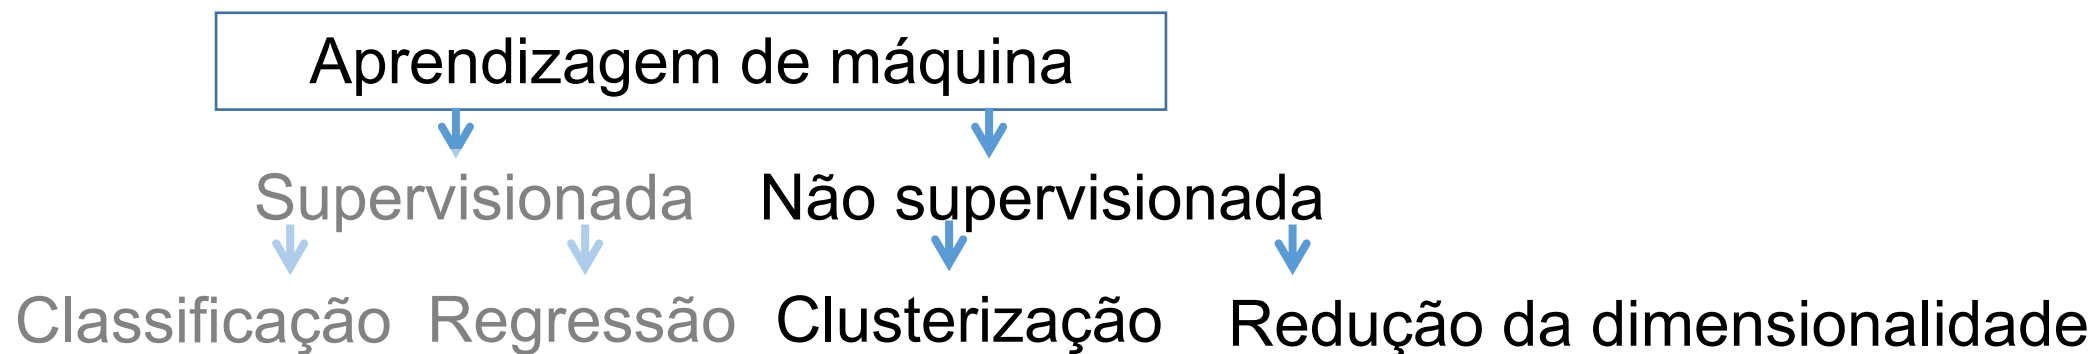 Aprendizagem de máquina
Supervisionada Não supervisionada
Classificação Regressão Clusterização Redução da dimensionalidade